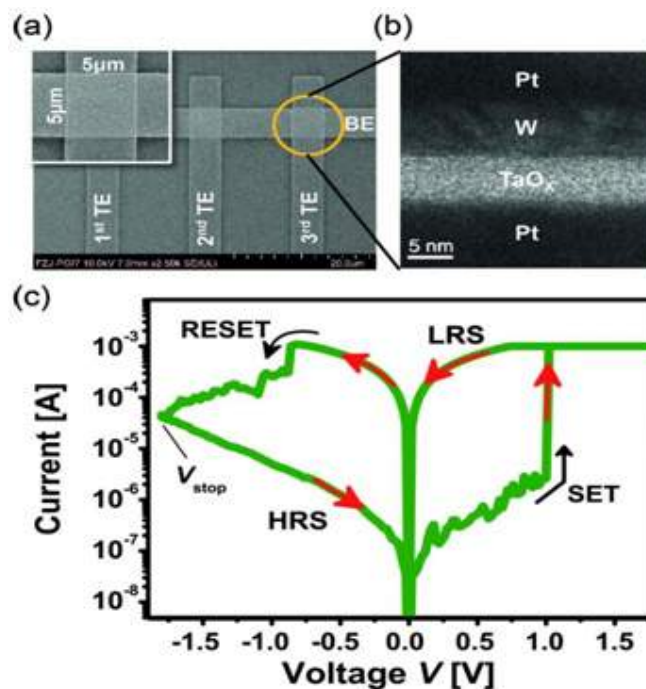 (a)
5µm
5µm
BE
1st TE
2nd TE
3rd TE
20.0um
(b)
Pt
W
TaOx
Pt
5 nm
(c)
RESET
LRS
Vstop
HRS
SET
Current [A]
10-3
10-4
10-5
10-6
10-7
10-8
-1.5 -1.0 -0.5 0.0 0.5 1.0 1.5
Voltage V [V]